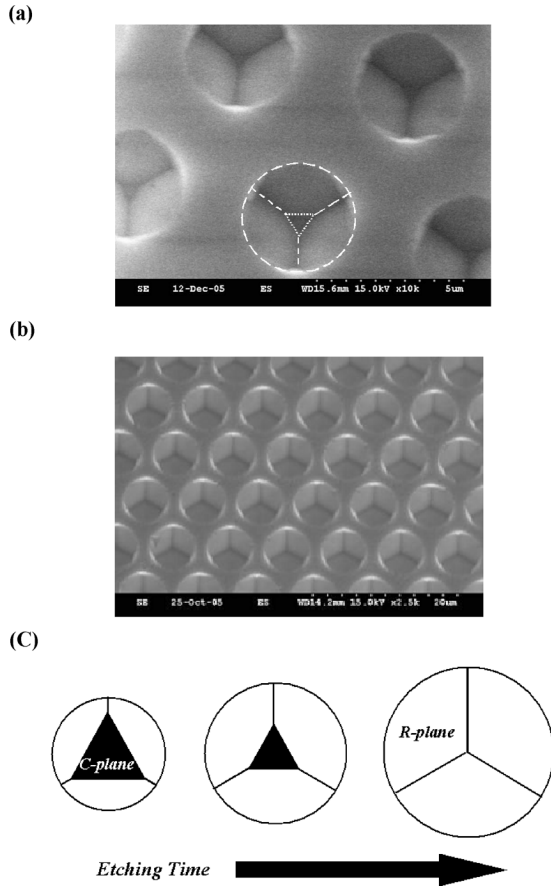 (a)
SE 12-Dec-05 ES WD15.6mm 15.0kV x10k 5um
(b)
SE 25-Oct-05 ES WD14.2mm 15.0kV x2.5k 20um
(C)
C-plane
R-plane
Etching Time